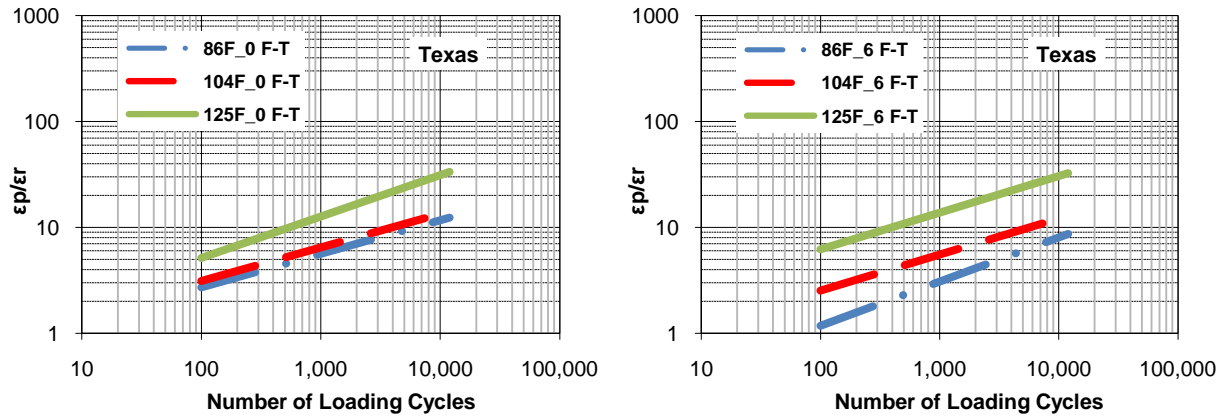 1000
100
10
1
εp/εr
86F_0 F-T
104F_0 F-T
125F_0 F-T
Texas
10
100
1,000
10,000
100,000
Number of Loading Cycles
1000
100
10
1
εp/εr
86F_6 F-T
104F_6 F-T
125F_6 F-T
Texas
10
100
1,000
10,000
100,000
Number of Loading Cycles